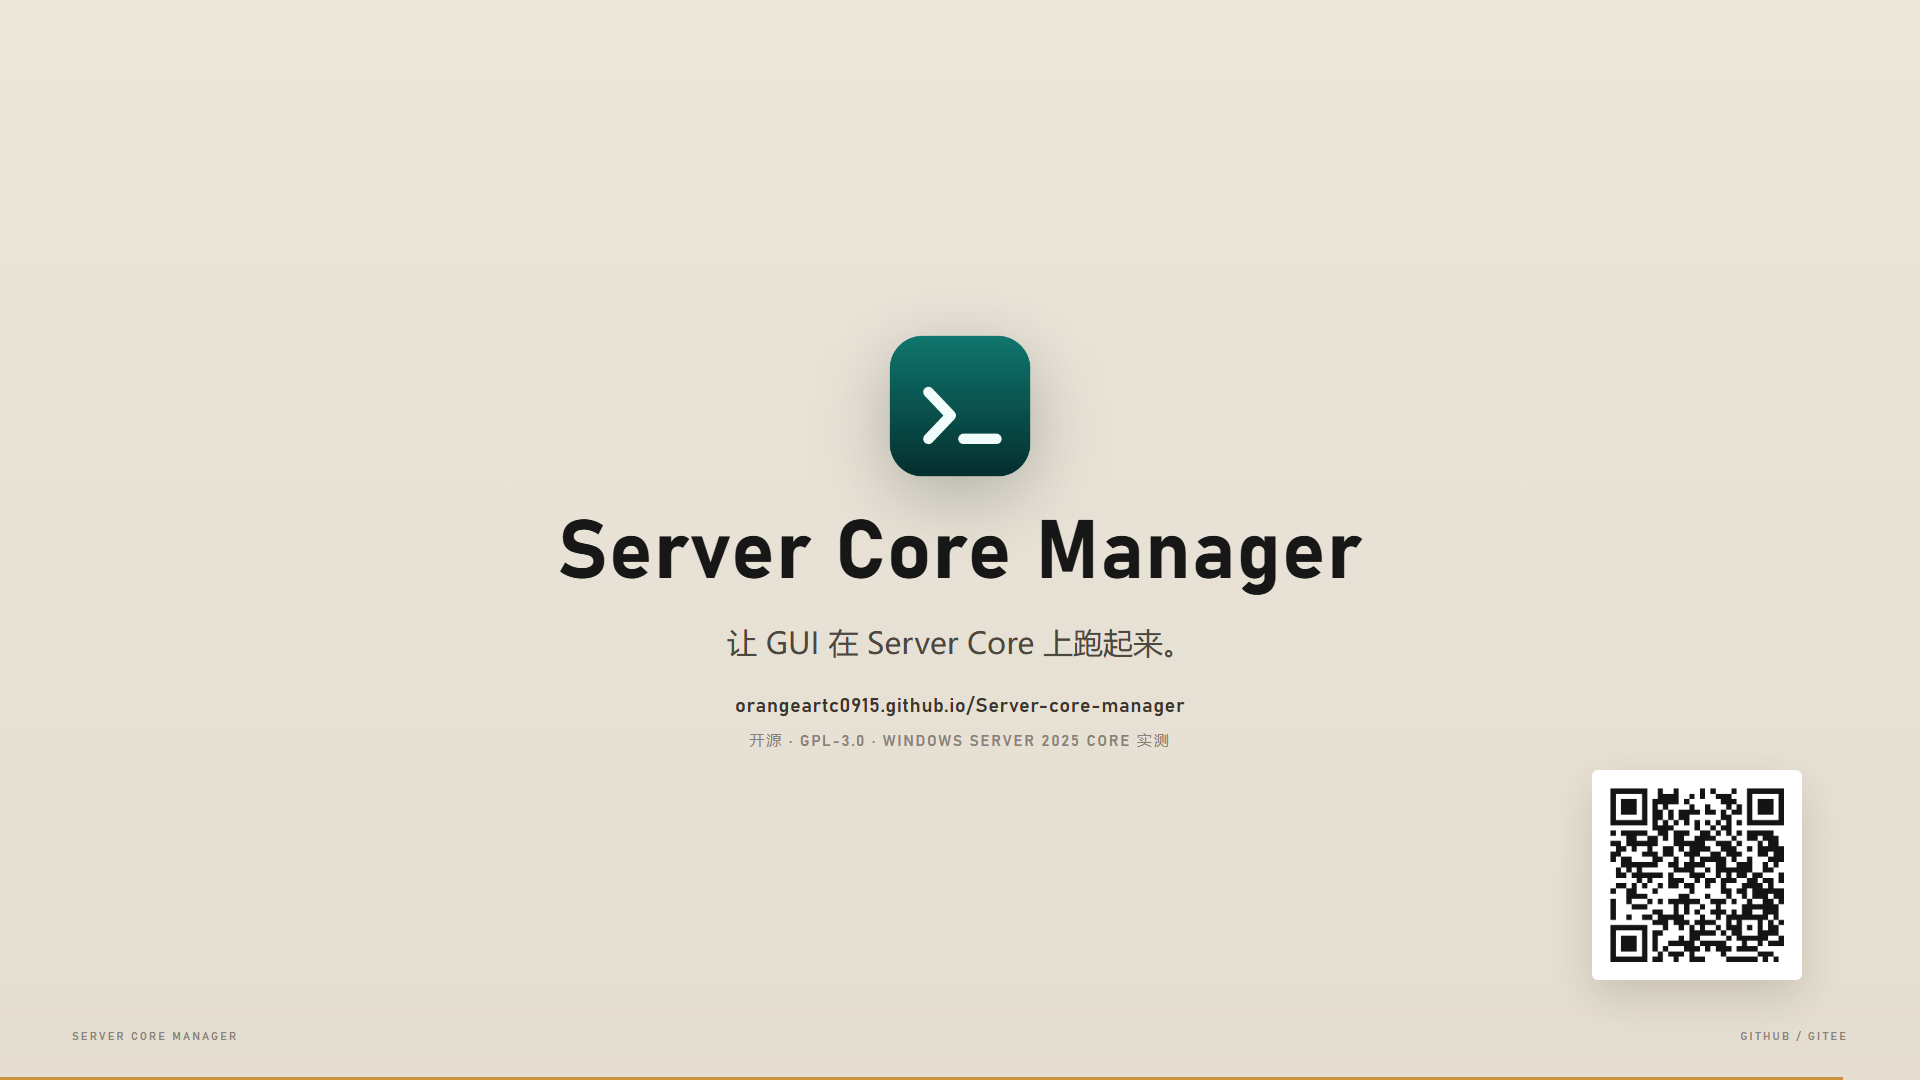 >_
Server Core Manager
让 GUI 在 Server Core 上跑起来。
orangeartc0915.github.io/Server-core-manager
开源 · GPL-3.0 · WINDOWS SERVER 2025 CORE 实测
SERVER CORE MANAGER
GITHUB / GITEE